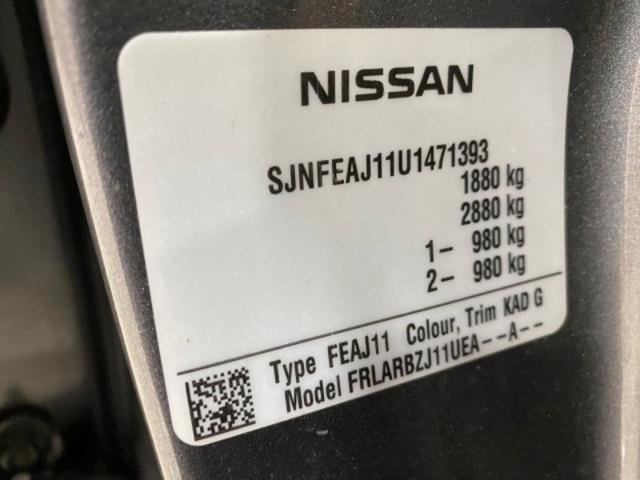 NISSAN
SJNFEAJ11U1471393
1880 kg
2880 kg
1- 980 kg
2- 980 kg
Type FEAJ11 Colour, Trim KAD G
Model FRLARBZJ11UEA--A--